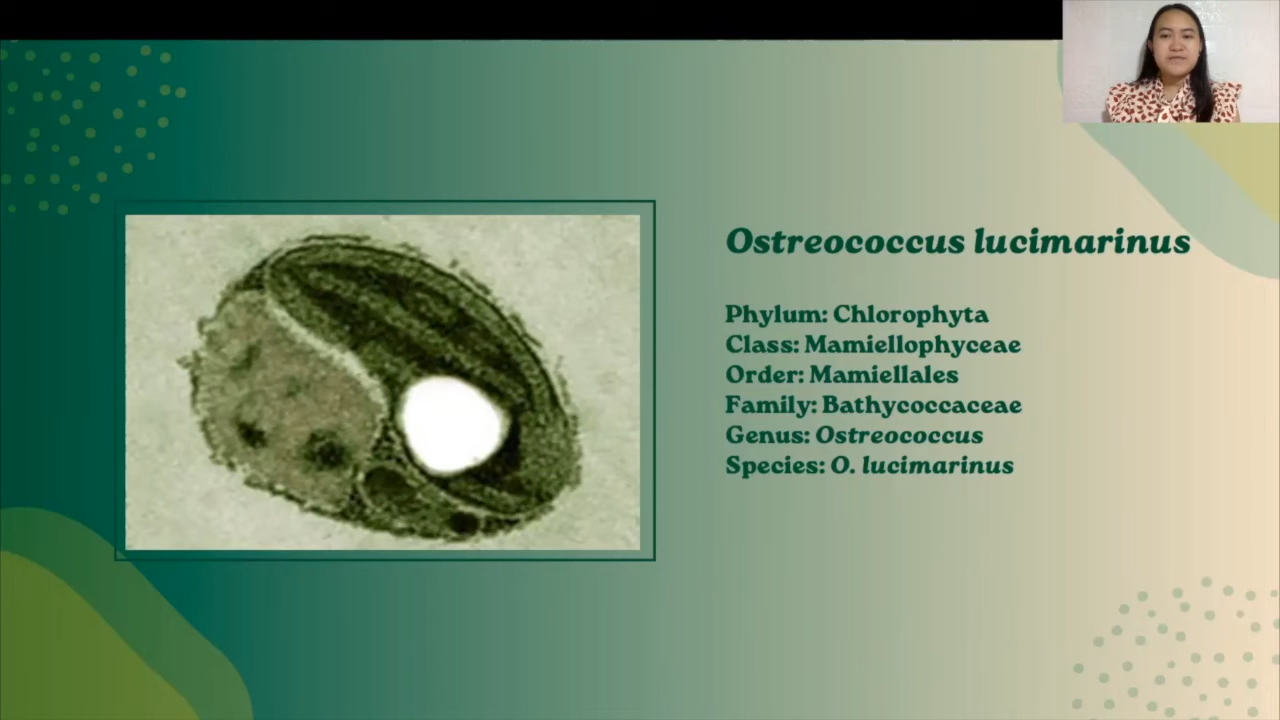 Ostreococcus lucimarinus
Phylum: Chlorophyta
Class: Mamiellophyceae
Order: Mamiellales
Family: Bathycoccaceae
Genus: Ostreococcus
Species: O. lucimarinus